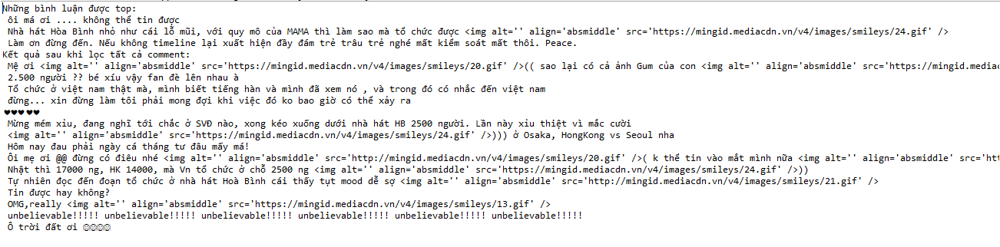 Những bình luận được top:
ôi má ơi .... không thể tin được
Nhà hát Hòa Bình nhỏ như cái lỗ mũi, với quy mô của MAMA thì làm sao mà tổ chức được <img alt='' align='absmiddle' src='https://mingid.mediacdn.vn/v4/images/smileys/24.gif' />
Làm ơn đừng đến. Nếu không timeline lại xuất hiện đầy đám trẻ trâu trẻ nghé mất kiểm soát mất thôi. Peace.
Kết quả sau khi lọc tất cả comment:
Mẹ ơi <img alt='' align='absmiddle' src='https://mingid.mediacdn.vn/v4/images/smileys/20.gif' />(( sao lại có cả ảnh Gum của con <img alt='' align='absmiddle' src='https://mingid.mediacdn
2.500 người ?? bé xíu vậy fan đè lên nhau à
Tổ chức ở việt nam thật mà, mình biết tiếng hàn và mình đã xem nó , và trong đó có nhắc đến việt nam
đừng... xin đừng làm tôi phải mong đợi khi việc đó ko bao giờ có thể xảy ra
♥♥♥♥♥
Mừng mém xỉu, đang nghĩ tới chắc ở SVĐ nào, xong kéo xuống dưới nhà hát HB 2500 người. Lần này xỉu thiệt vì mắc cười
<img alt='' align='absmiddle' src='https://mingid.mediacdn.vn/v4/images/smileys/24.gif' />))) ở Osaka, HongKong vs Seoul nha
Hôm nay đau phải ngày cá tháng tư đâu mấy má!
Ôi mẹ ơi @@ đừng có điêu nhé <img alt='' align='absmiddle' src='http://mingid.mediacdn.vn/v4/images/smileys/20.gif' />( k thể tin vào mắt mình nữa <img alt='' align='absmiddle' src='htt
Nhật thì 17000 ng, HK 14000, mà Vn tổ chức ở chỗ 2500 ng <img alt='' align='absmiddle' src='https://mingid.mediacdn.vn/v4/images/smileys/24.gif' />))
Tự nhiên đọc đến đoạn tổ chức ở nhà hát Hoà Bình cái thấy tụt mood dễ sợ <img alt='' align='absmiddle' src='http://mingid.mediacdn.vn/v4/images/smileys/21.gif' />
Tin được hay không?
OMG,really <img alt='' align='absmiddle' src='https://mingid.mediacdn.vn/v4/images/smileys/13.gif' />
unbelievable!!!!! unbelievable!!!!! unbelievable!!!!! unbelievable!!!!! unbelievable!!!!! unbelievable!!!!!
Ô trời đất ơi